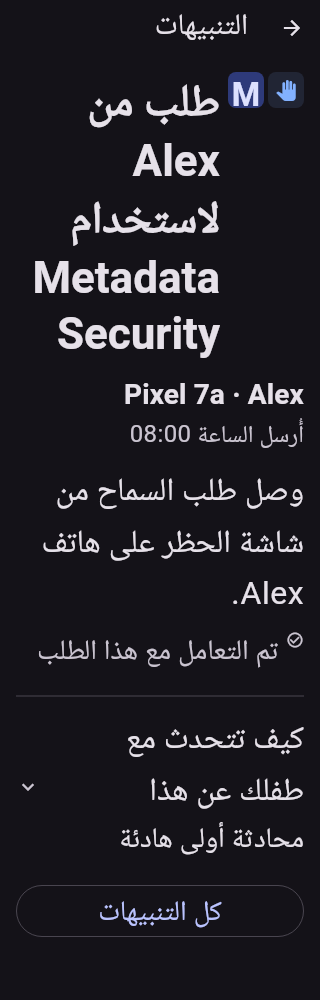 التنبيهات
M
طلب من
Alex
لاستخدام
Metadata
Security
Pixel 7a · Alex
أُرسل الساعة 08:00
وصل طلب السماح من
شاشة الحظر على هاتف
Alex.
تم التعامل مع هذا الطلب
كيف تتحدث مع
طفلك عن هذا
محادثة أولى هادئة
كل التنبيهات